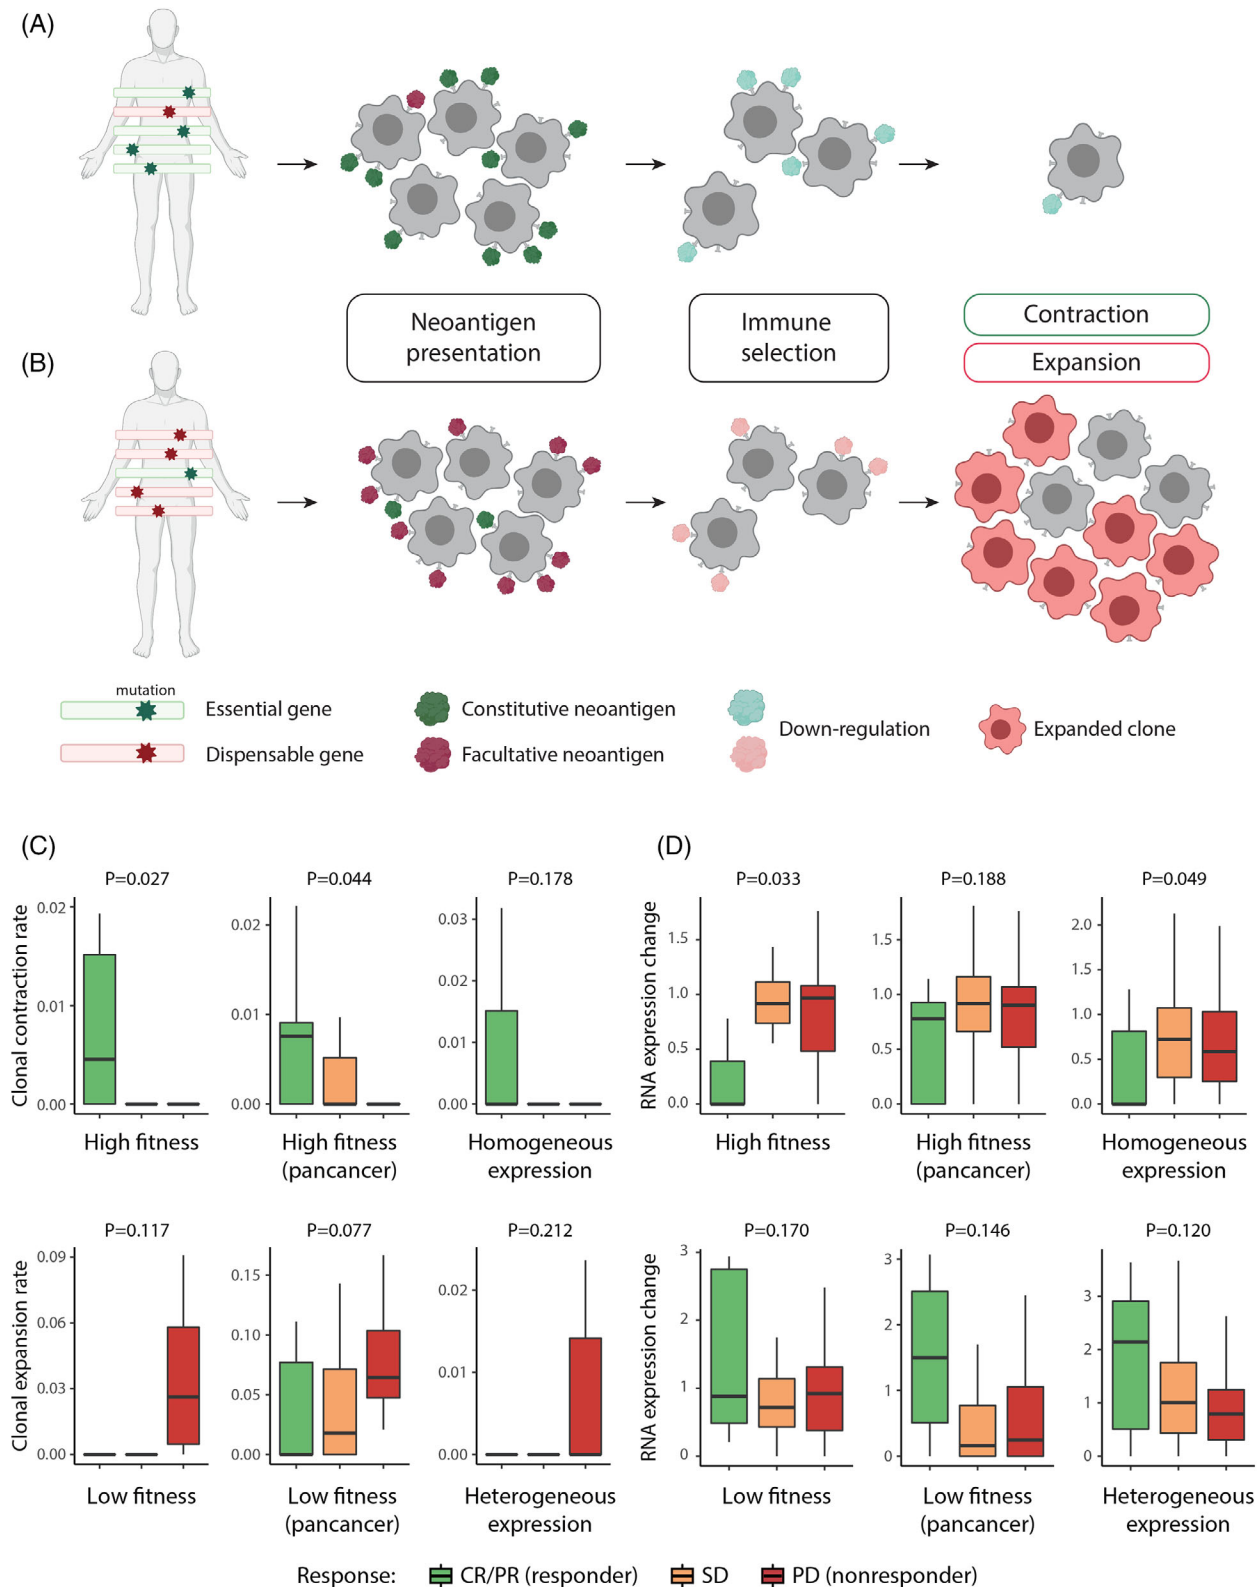 (A)
Neoantigen
presentation
Immune
selection
Contraction
Expansion
(B)
mutation
Essential gene
Constitutive neoantigen
Down-regulation
Expanded clone
Dispensable gene
Facultative neoantigen
(C)
P=0.027
P=0.044
P=0.178
Clonal contraction rate
0.02
0.01
0.00
0.02
0.01
0.00
0.03
0.02
0.01
0.00
High fitness
High fitness
(pancancer)
Homogeneous
expression
P=0.117
P=0.077
P=0.212
Clonal expansion rate
0.09
0.06
0.03
0.00
0.15
0.10
0.05
0.00
0.02
0.01
0.00
Low fitness
Low fitness
(pancancer)
Heterogeneous
expression
(D)
P=0.033
P=0.188
P=0.049
RNA expression change
1.5
1.0
0.5
0.0
1.5
1.0
0.5
0.0
2.0
1.5
1.0
0.5
0.0
High fitness
High fitness
(pancancer)
Homogeneous
expression
P=0.170
P=0.146
P=0.120
RNA expression change
3
2
1
0
3
2
1
0
3
2
1
0
Low fitness
Low fitness
(pancancer)
Heterogeneous
expression
Response:
CR/PR (responder)
SD
PD (nonresponder)